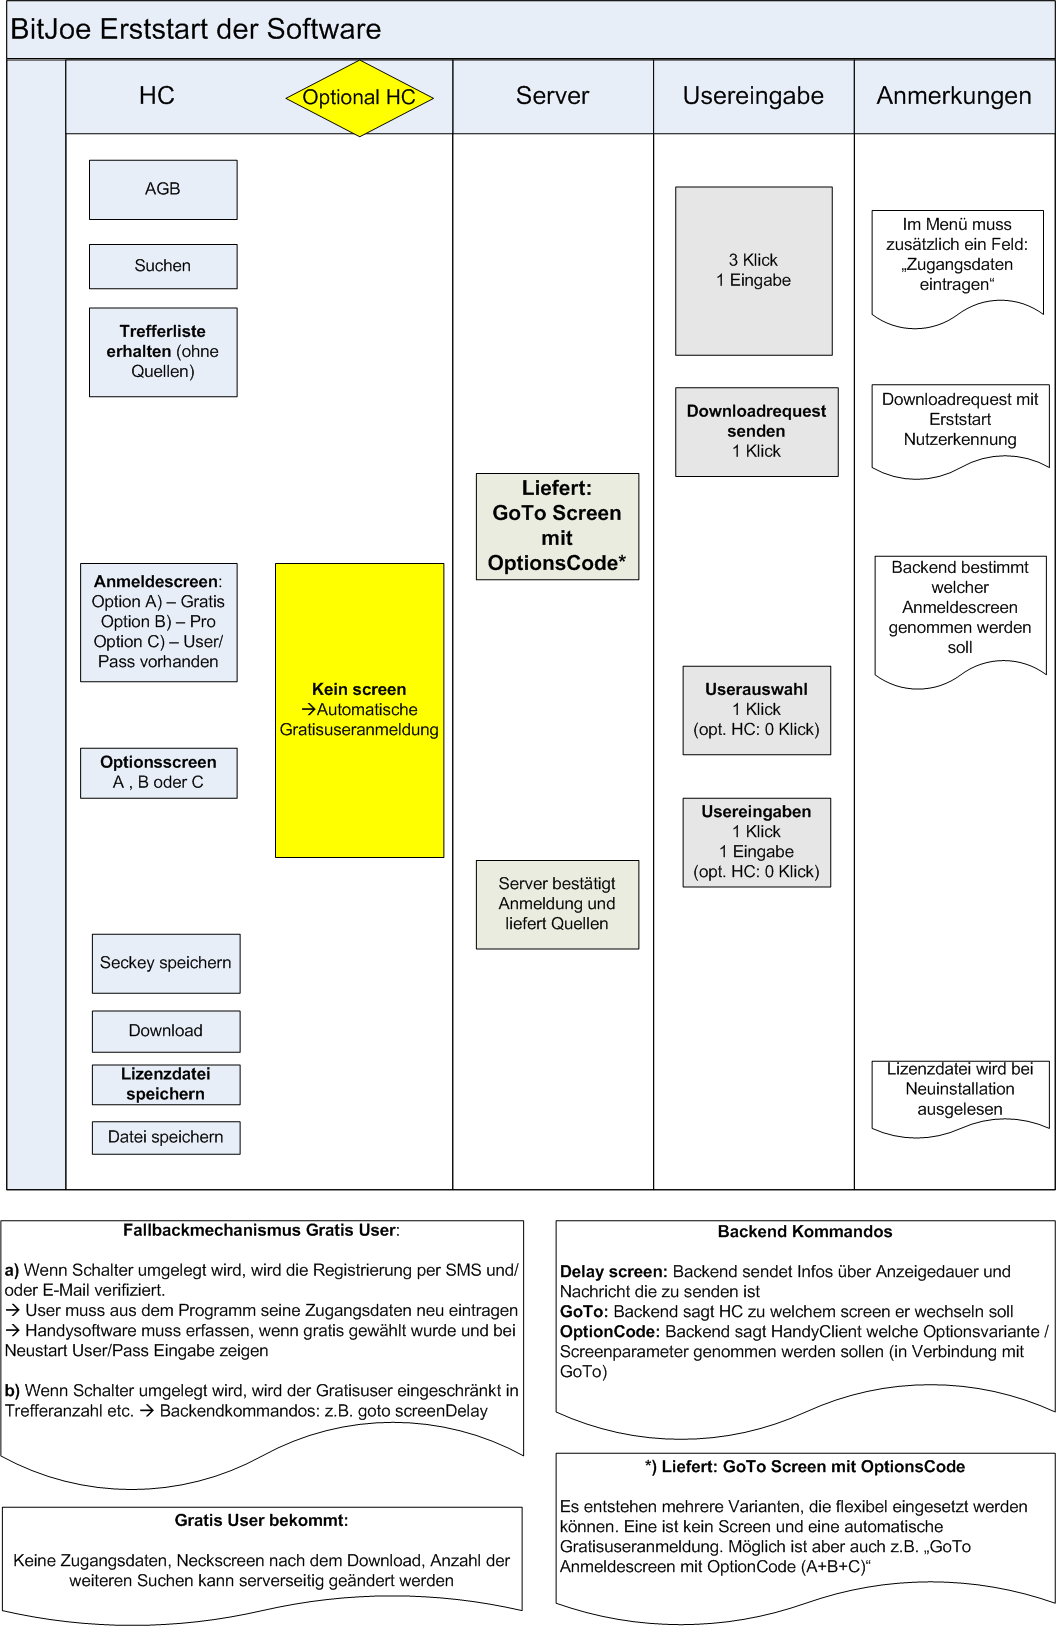 BitJoe Erststart der Software
HC
Optional HC
Server
Usereingabe
Anmerkungen
AGB
Suchen
Trefferliste
erhalten (ohne
Quellen)
3 Klick
1 Eingabe
Im Menü muss
zusätzlich ein Feld:
„Zugangsdaten
eintragen“
Downloadrequest
senden
1 Klick
Downloadrequest mit
Erststart
Nutzerkennung
Liefert:
GoTo Screen
mit
OptionsCode*
Anmeldescreen:
Option A) – Gratis
Option B) – Pro
Option C) – User/
Pass vorhanden
Kein screen
→Automatische
Gratisuseranmeldung
Backend bestimmt
welcher
Anmeldescreen
genommen werden
soll
Userauswahl
1 Klick
(opt. HC: 0 Klick)
Optionsscreen
A , B oder C
Usereingaben
1 Klick
1 Eingabe
(opt. HC: 0 Klick)
Server bestätigt
Anmeldung und
liefert Quellen
Seckey speichern
Download
Lizenzdatei
speichern
Datei speichern
Lizenzdatei wird bei
Neuinstallation
ausgelesen
Fallbackmechanismus Gratis User:
a) Wenn Schalter umgelegt wird, wird die Registrierung per SMS und/
oder E-Mail verifiziert.
→ User muss aus dem Programm seine Zugangsdaten neu eintragen
→ Handysoftware muss erfassen, wenn gratis gewählt wurde und bei
Neustart User/Pass Eingabe zeigen
b) Wenn Schalter umgelegt wird, wird der Gratisuser eingeschränkt in
Trefferanzahl etc. → Backendkommandos: z.B. goto screenDelay
Gratis User bekommt:
Keine Zugangsdaten, Neckscreen nach dem Download, Anzahl der
weiteren Suchen kann serverseitig geändert werden
Backend Kommandos
Delay screen: Backend sendet Infos über Anzeigedauer und
Nachricht die zu senden ist
GoTo: Backend sagt HC zu welchem screen er wechseln soll
OptionCode: Backend sagt HandyClient welche Optionsvariante /
Screenparameter genommen werden sollen (in Verbindung mit
GoTo)
*) Liefert: GoTo Screen mit OptionsCode
Es entstehen mehrere Varianten, die flexibel eingesetzt werden
können. Eine ist kein Screen und eine automatische
Gratisuseranmeldung. Möglich ist aber auch z.B. „GoTo
Anmeldescreen mit OptionCode (A+B+C)“